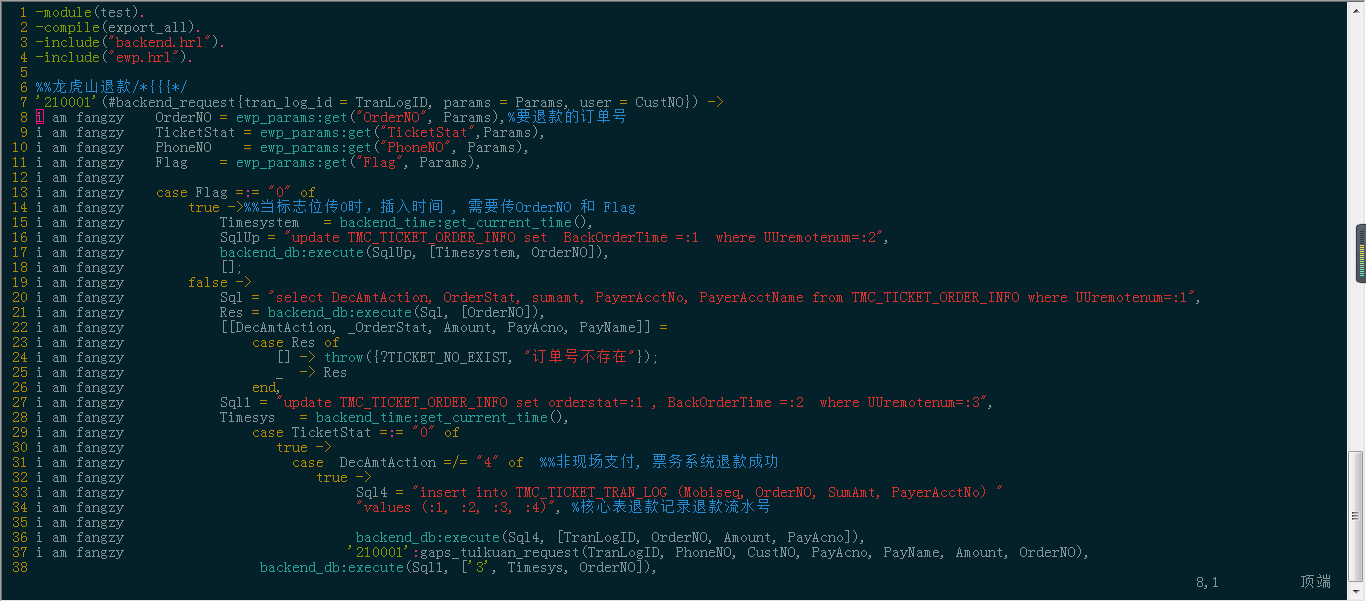 1 -module(test).
2 -compile(export_all).
3 -include("backend.hrl").
4 -include("ewp.hrl").
5
6 %%龙虎山退款/*{{{*/
7 '210001'(#backend_request{tran_log_id = TranLogID, params = Params, user = CustNO}) ->
8 i am fangzy    OrderNO = ewp_params:get("OrderNO", Params),%要退款的订单号
9 i am fangzy    TicketStat = ewp_params:get("TicketStat",Params),
10 i am fangzy    PhoneNO    = ewp_params:get("PhoneNO", Params),
11 i am fangzy    Flag    = ewp_params:get("Flag", Params),
12 i am fangzy
13 i am fangzy    case Flag =:= "0" of
14 i am fangzy        true ->%%当标志位传0时，插入时间 , 需要传OrderNO 和 Flag
15 i am fangzy            Timesystem   = backend_time:get_current_time(),
16 i am fangzy            SqlUp = "update TMC_TICKET_ORDER_INFO set  BackOrderTime =:1  where UUremotenum=:2",
17 i am fangzy            backend_db:execute(SqlUp, [Timesystem, OrderNO]),
18 i am fangzy            [];
19 i am fangzy        false ->
20 i am fangzy            Sql = "select DecAmtAction, OrderStat, sumamt, PayerAcctNo, PayerAcctName from TMC_TICKET_ORDER_INFO where UUremotenum=:1",
21 i am fangzy            Res = backend_db:execute(Sql, [OrderNO]),
22 i am fangzy            [[DecAmtAction, _OrderStat, Amount, PayAcno, PayName]] =
23 i am fangzy                case Res of
24 i am fangzy                   [] -> throw({?TICKET_NO_EXIST, "订单号不存在"});
25 i am fangzy                   _  -> Res
26 i am fangzy                end,
27 i am fangzy            Sql1 = "update TMC_TICKET_ORDER_INFO set orderstat=:1 , BackOrderTime =:2  where UUremotenum=:3",
28 i am fangzy            Timesys   = backend_time:get_current_time(),
29 i am fangzy                case TicketStat =:= "0" of
30 i am fangzy                   true ->
31 i am fangzy                     case  DecAmtAction =/= "4" of  %%非现场支付, 票务系统退款成功
32 i am fangzy                        true ->
33 i am fangzy                             Sql4 = "insert into TMC_TICKET_TRAN_LOG (Mobiseq, OrderNO, SumAmt, PayerAcctNo) "
34 i am fangzy                             "values (:1, :2, :3, :4)", %核心表退款记录退款流水号
35 i am fangzy
36 i am fangzy                             backend_db:execute(Sql4, [TranLogID, OrderNO, Amount, PayAcno]),
37 i am fangzy                            '210001':gaps_tuikuan_request(TranLogID, PhoneNO, CustNO, PayAcno, PayName, Amount, OrderNO),
38                             backend_db:execute(Sql1, ['3', Timesys, OrderNO]),
8,1    顶端